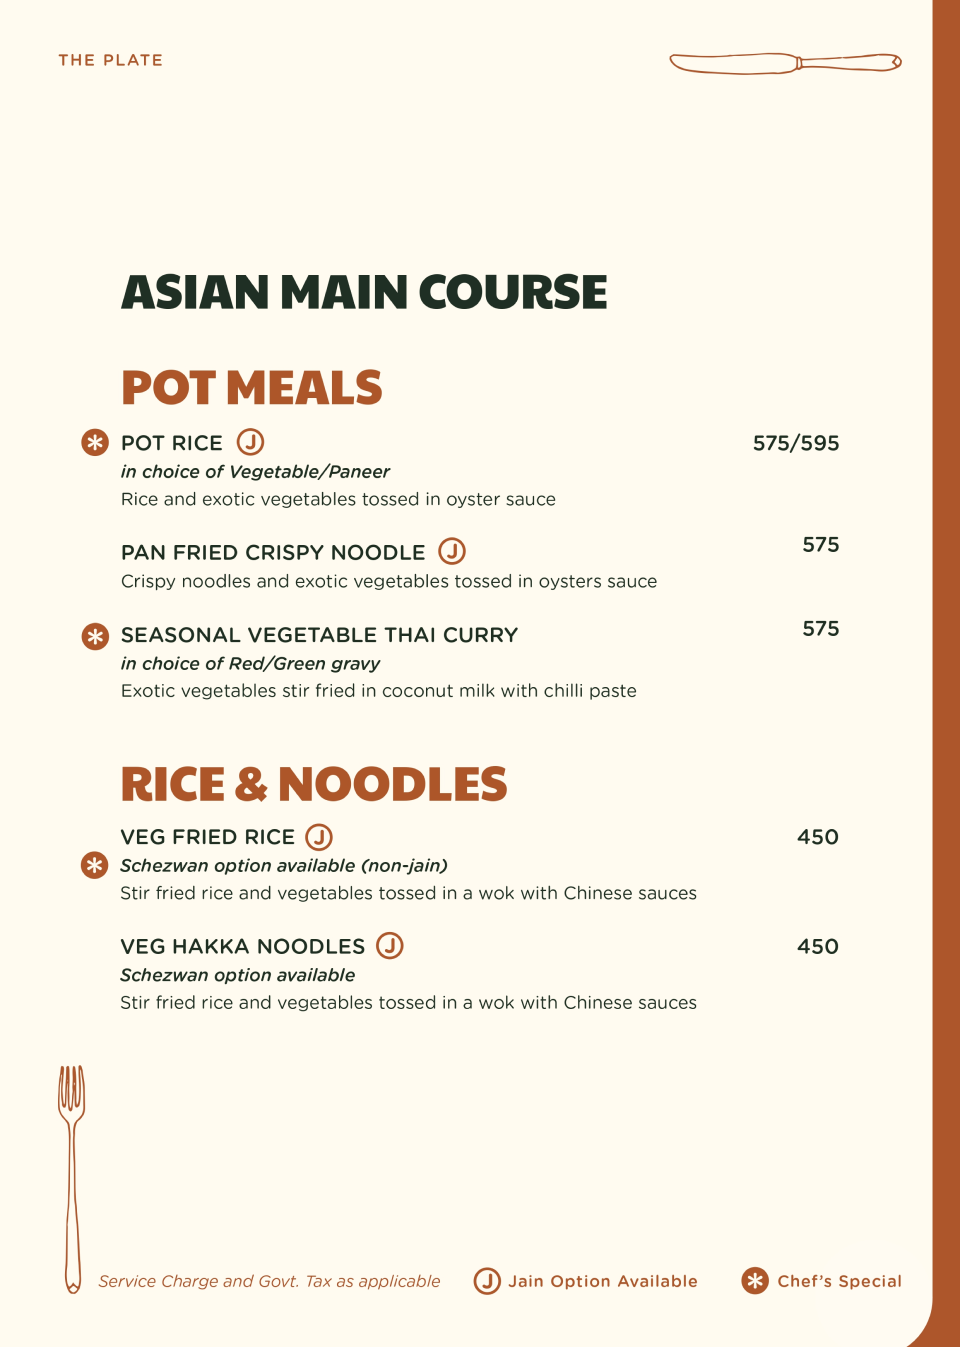 THE PLATE
ASIAN MAIN COURSE
POT MEALS
* POT RICE J 575/595
in choice of Vegetable/Paneer
Rice and exotic vegetables tossed in oyster sauce
PAN FRIED CRISPY NOODLE J 575
Crispy noodles and exotic vegetables tossed in oysters sauce
* SEASONAL VEGETABLE THAI CURRY 575
in choice of Red/Green gravy
Exotic vegetables stir fried in coconut milk with chilli paste
RICE & NOODLES
VEG FRIED RICE J 450
* Schezwan option available (non-jain)
Stir fried rice and vegetables tossed in a wok with Chinese sauces
VEG HAKKA NOODLES J 450
Schezwan option available
Stir fried rice and vegetables tossed in a wok with Chinese sauces
Service Charge and Govt. Tax as applicable J Jain Option Available * Chef's Special